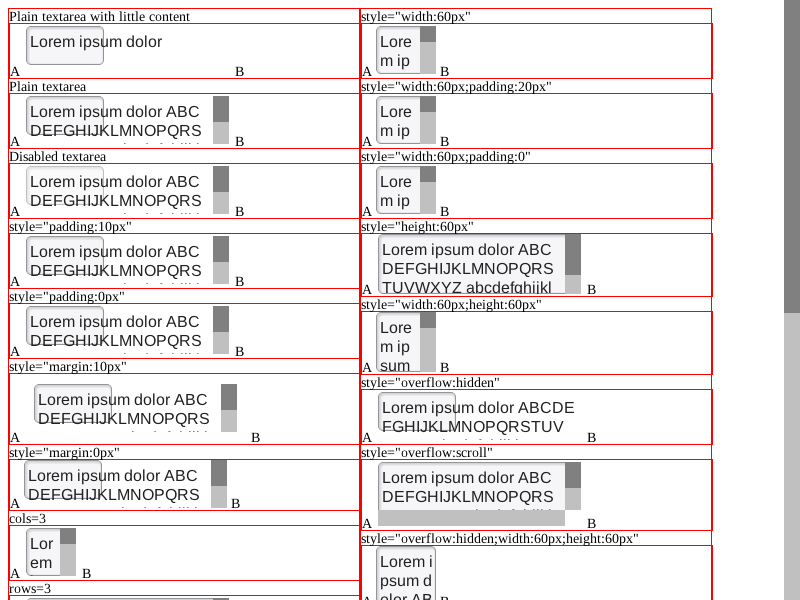 Plain textarea with little content
Lorem ipsum dolor
A B
Plain textarea
Lorem ipsum dolor ABC
DEFGHIJKLMNOPQRS
A B
Disabled textarea
Lorem ipsum dolor ABC
DEFGHIJKLMNOPQRS
A B
style="padding:10px"
Lorem ipsum dolor ABC
DEFGHIJKLMNOPQRS
A B
style="padding:0px"
Lorem ipsum dolor ABC
DEFGHIJKLMNOPQRS
A B
style="margin:10px"
Lorem ipsum dolor ABC
DEFGHIJKLMNOPQRS
A B
style="margin:0px"
Lorem ipsum dolor ABC
DEFGHIJKLMNOPQRS
A B
cols=3
Lor
em
A B
rows=3
style="width:60px"
Lore
m ip
A B
style="width:60px;padding:20px"
Lore
m ip
A B
style="width:60px;padding:0"
Lore
m ip
A B
style="height:60px"
Lorem ipsum dolor ABC
DEFGHIJKLMNOPQRS
TUVWXYZ abcdefghijkl
A B
style="width:60px;height:60px"
Lore
m ip
sum
A B
style="overflow:hidden"
Lorem ipsum dolor ABCDE
FGHIJKLMNOPQRSTUV
A B
style="overflow:scroll"
Lorem ipsum dolor ABC
DEFGHIJKLMNOPQRS
A B
style="overflow:hidden;width:60px;height:60px"
Lorem i
psum d
olor AB
A B